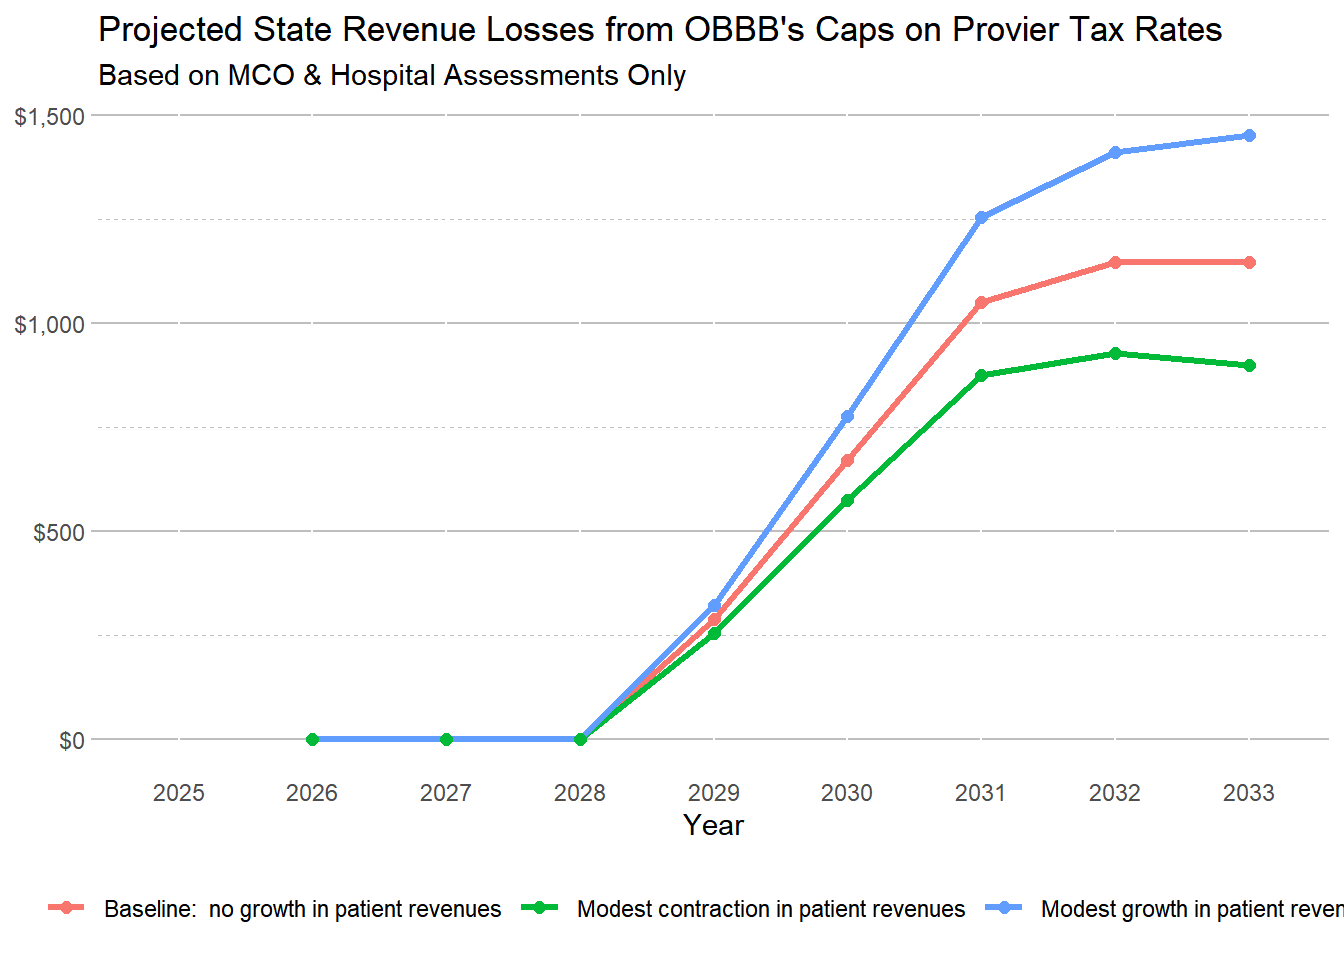 Projected State Revenue Losses from OBBB's Caps on Provier Tax Rates
Based on MCO & Hospital Assessments Only
$1,500
$1,000
$500
$0
2025 2026 2027 2028 2029 2030 2031 2032 2033
Year
Baseline:  no growth in patient revenues Modest contraction in patient revenues Modest growth in patient reven